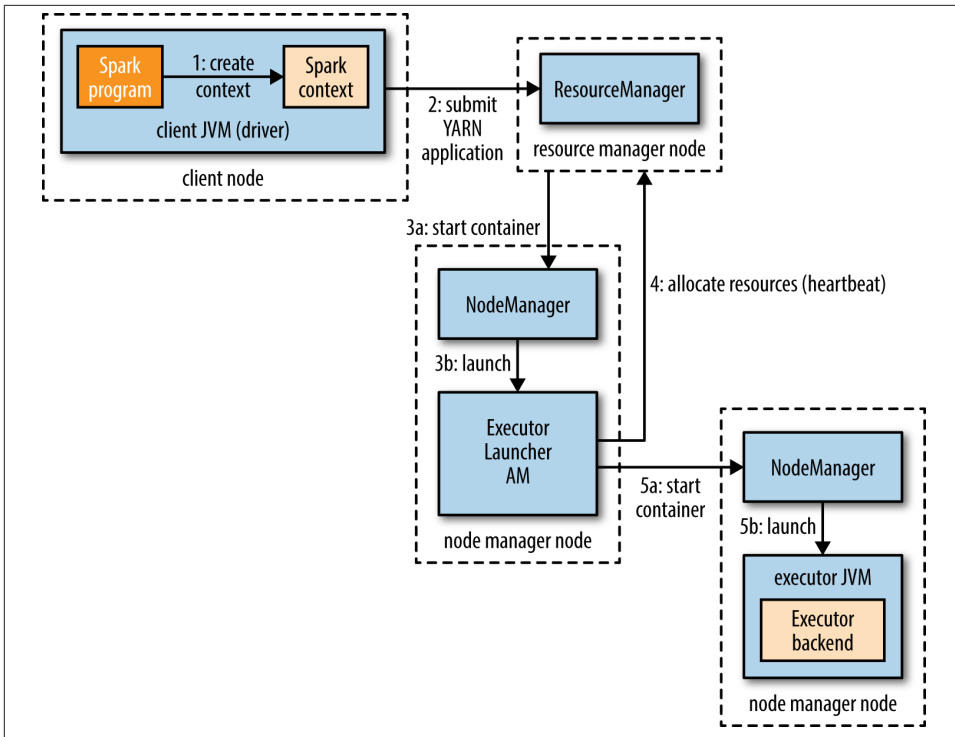 Spark
program
1: create
context
Spark
context
client JVM (driver)
client node
2: submit
YARN
application
ResourceManager
resource manager node
3a: start container
NodeManager
3b: launch
Executor
Launcher
AM
node manager node
4: allocate resources (heartbeat)
5a: start
container
NodeManager
5b: launch
executor JVM
Executor
backend
node manager node